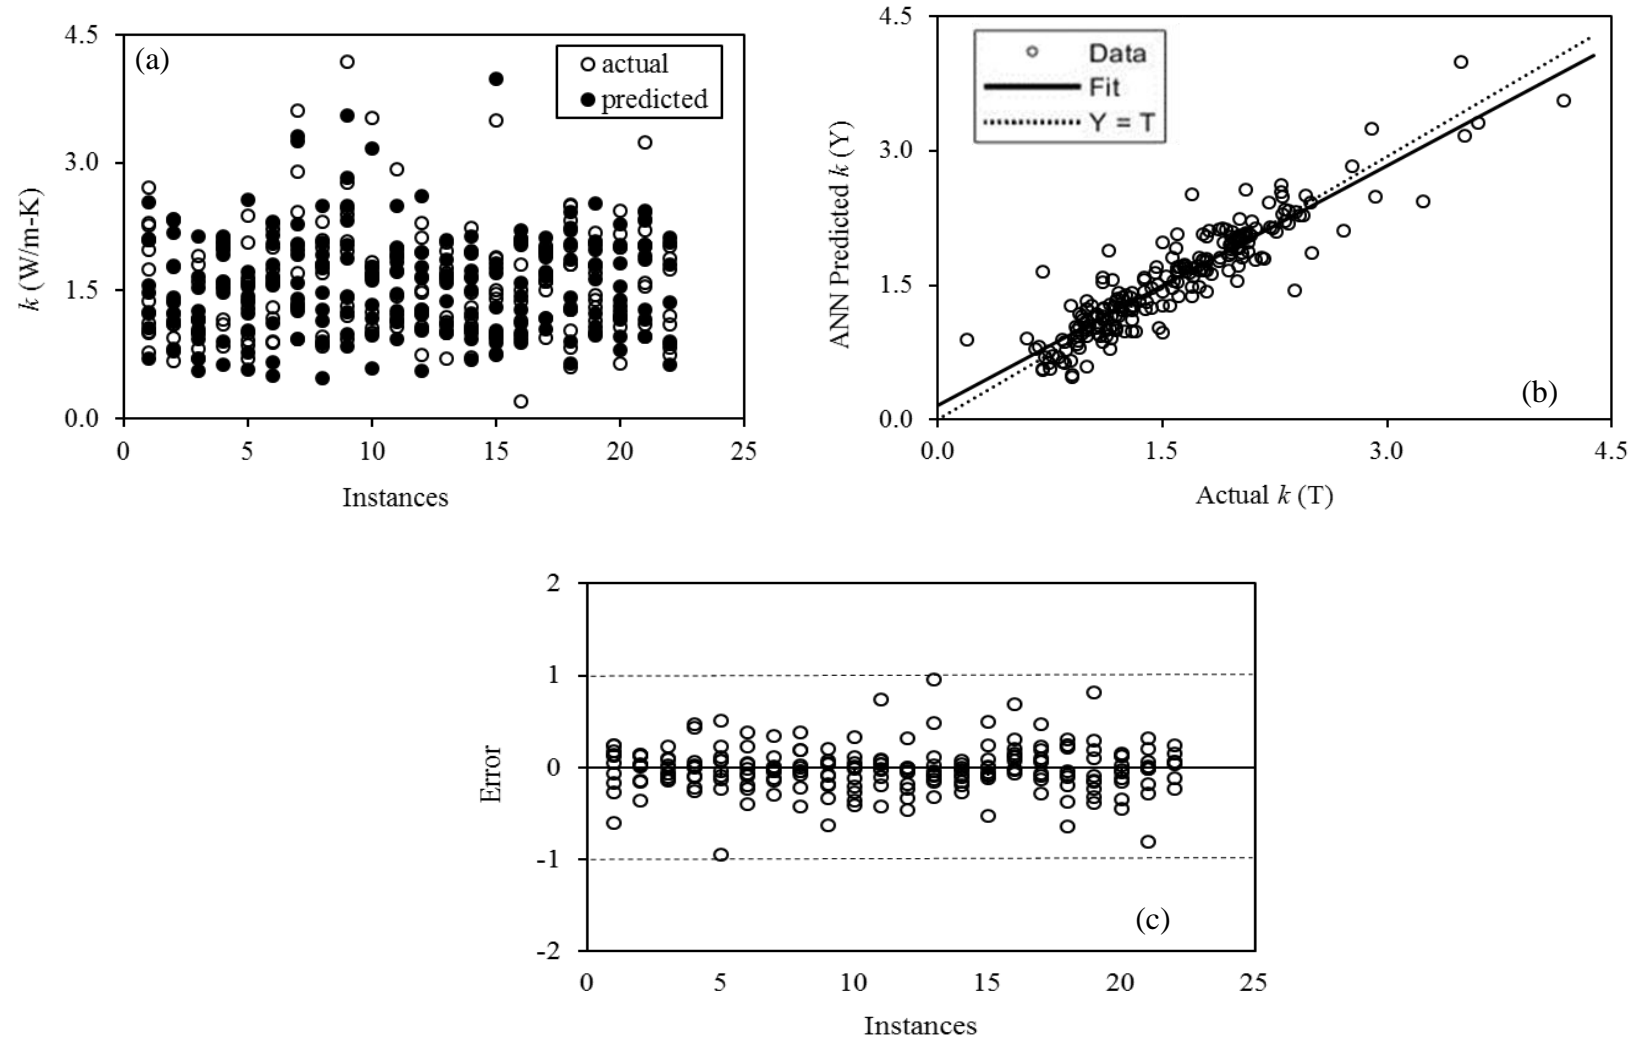 (a)
actual
predicted
4.5
3.0
1.5
0.0
k (W/m-K)
0 5 10 15 20 25
Instances
Data
Fit
Y = T
4.5
3.0
1.5
0.0
ANN Predicted k (Y)
(b)
0.0 1.5 3.0 4.5
Actual k (T)
2
1
0
-1
-2
Error
(c)
0 5 10 15 20 25
Instances